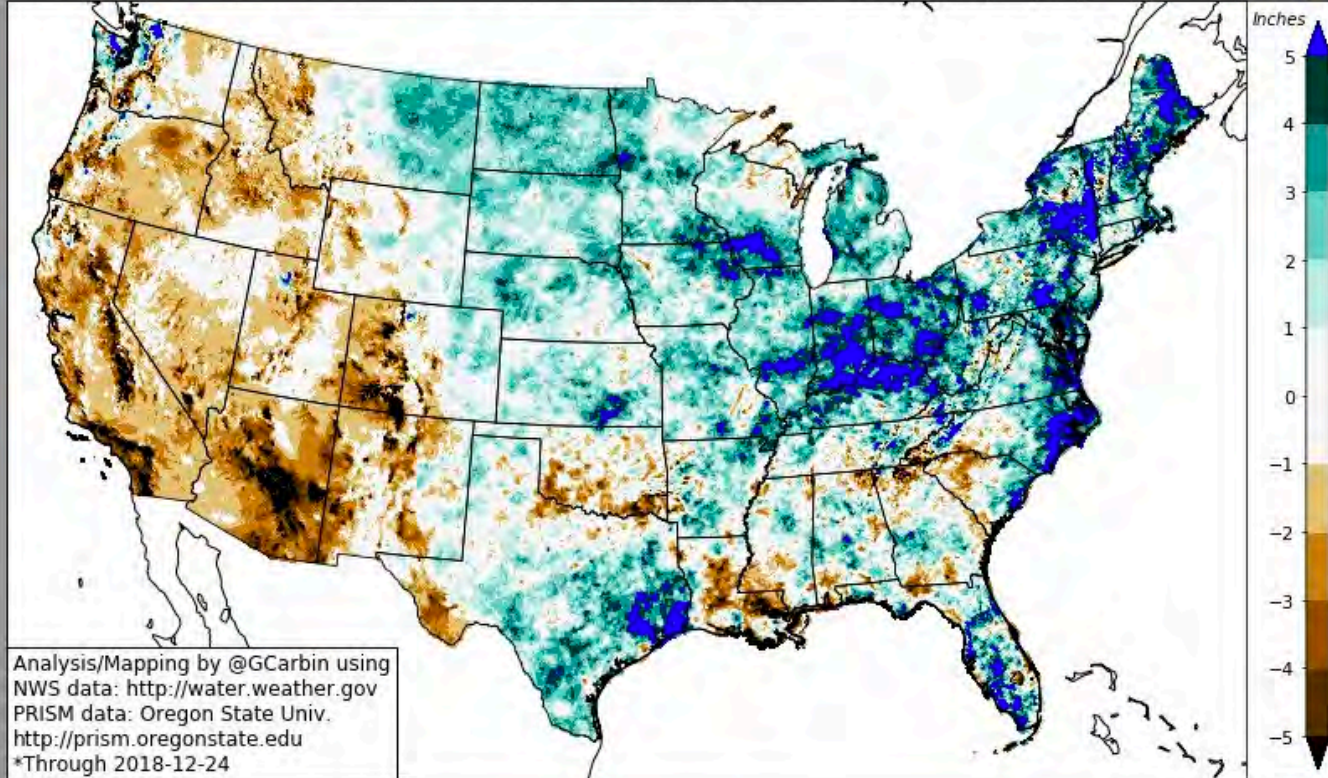 Inches
5
4
3
2
1
0
−1
−2
−3
−4
−5
Analysis/Mapping by @GCarbin using
NWS data: http://water.weather.gov
PRISM data: Oregon State Univ.
http://prism.oregonstate.edu
*Through 2018-12-24